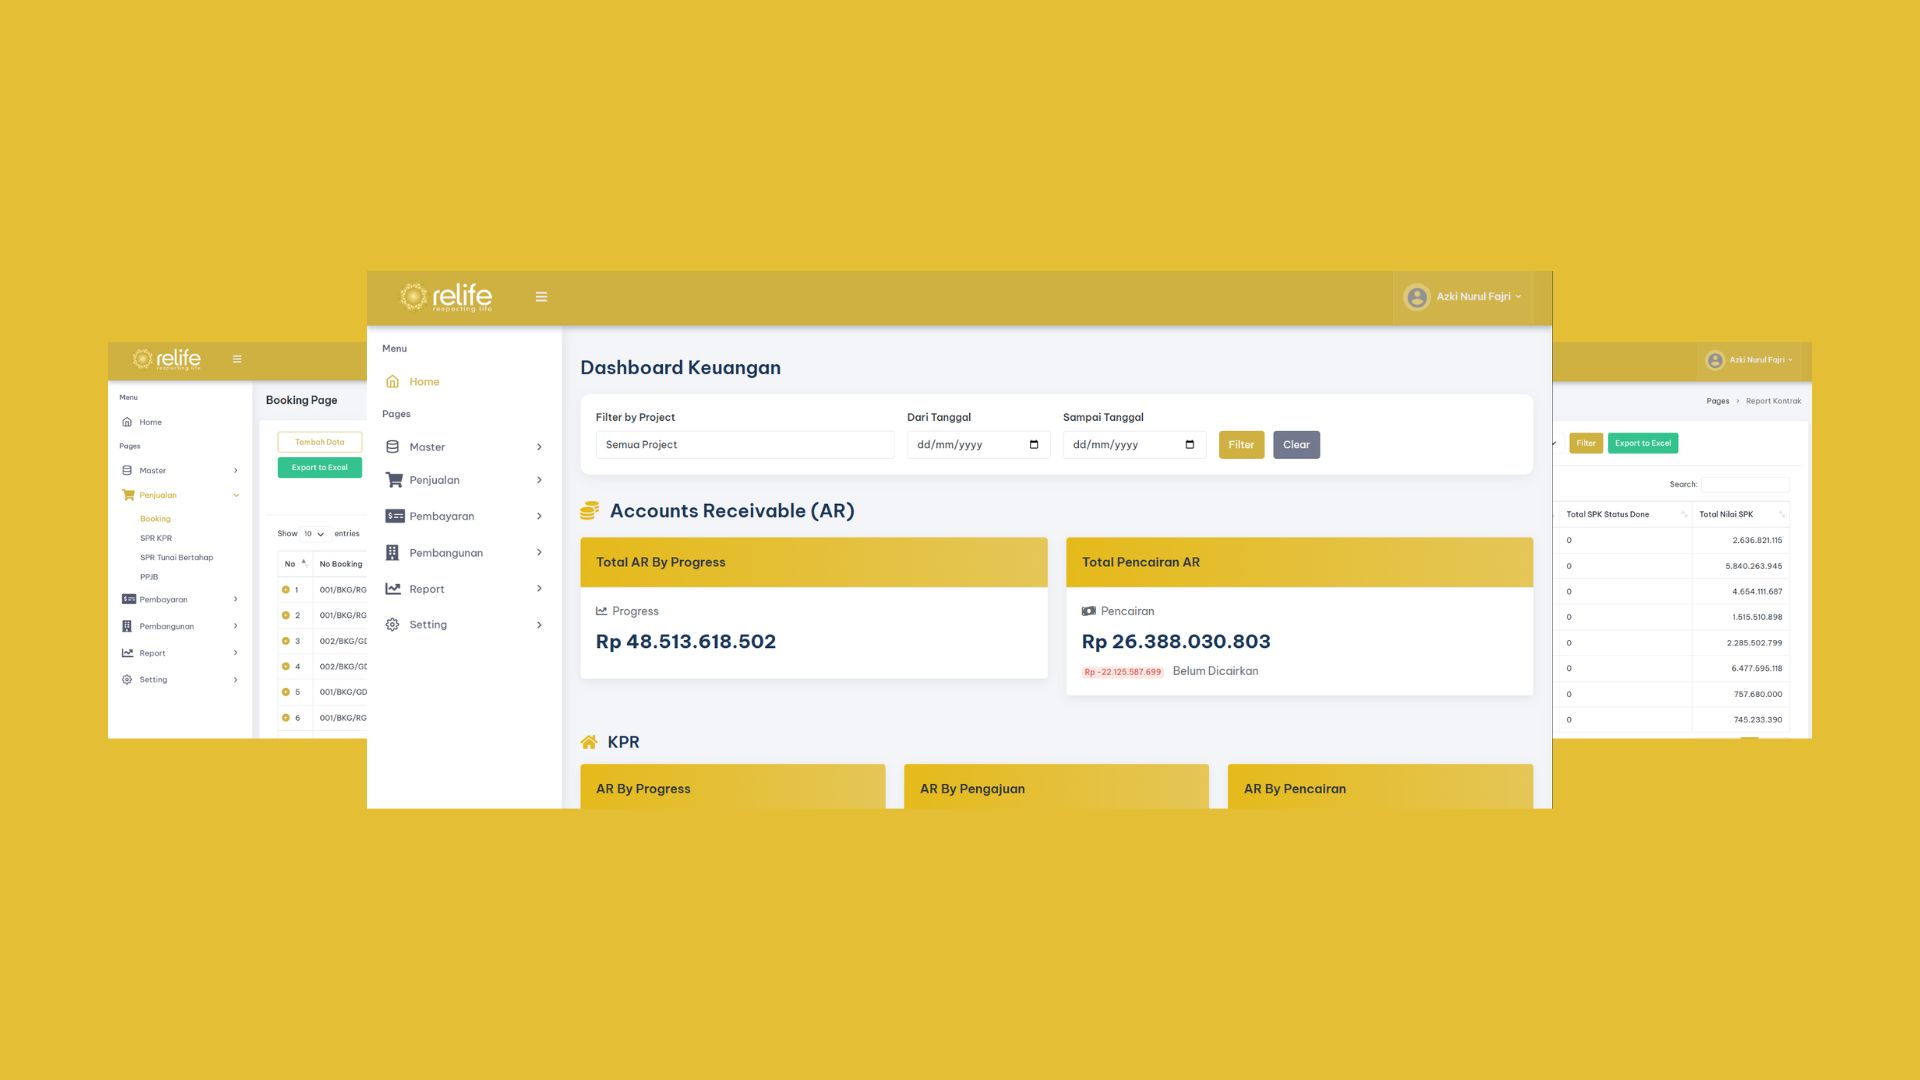 relife
respecting life
Menu
Home
Pages
Master
Penjualan
Booking
SPR KPR
SPR Tunai Bertahap
PPJB
Pembayaran
Pembangunan
Report
Setting
Booking Page
Tambah Data
Export to Excel
Show 10 entries
No No Booking
1 001/BKG/RG
2 001/BKG/RG
3 002/BKG/GD
4 002/BKG/GD
5 001/BKG/GD
6 001/BKG/RG
relife
respecting life
Azki Nurul Fajri
Menu
Home
Pages
Master
Penjualan
Pembayaran
Pembangunan
Report
Setting
Dashboard Keuangan
Filter by Project Dari Tanggal Sampai Tanggal
Semua Project dd/mm/yyyy dd/mm/yyyy Filter Clear
Accounts Receivable (AR)
Total AR By Progress
Progress
Rp 48.513.618.502
Total Pencairan AR
Pencairan
Rp 26.388.030.803
Rp -22.125.587.699 Belum Dicairkan
KPR
AR By Progress AR By Pengajuan AR By Pencairan
Azki Nurul Fajri
Pages > Report Kontrak
Filter Export to Excel
Search:
Total SPK Status Done Total Nilai SPK
0 2.636.821.115
0 5.840.263.945
0 4.654.111.687
0 1.515.510.898
0 2.285.502.799
0 6.477.595.118
0 757.680.000
0 745.233.390